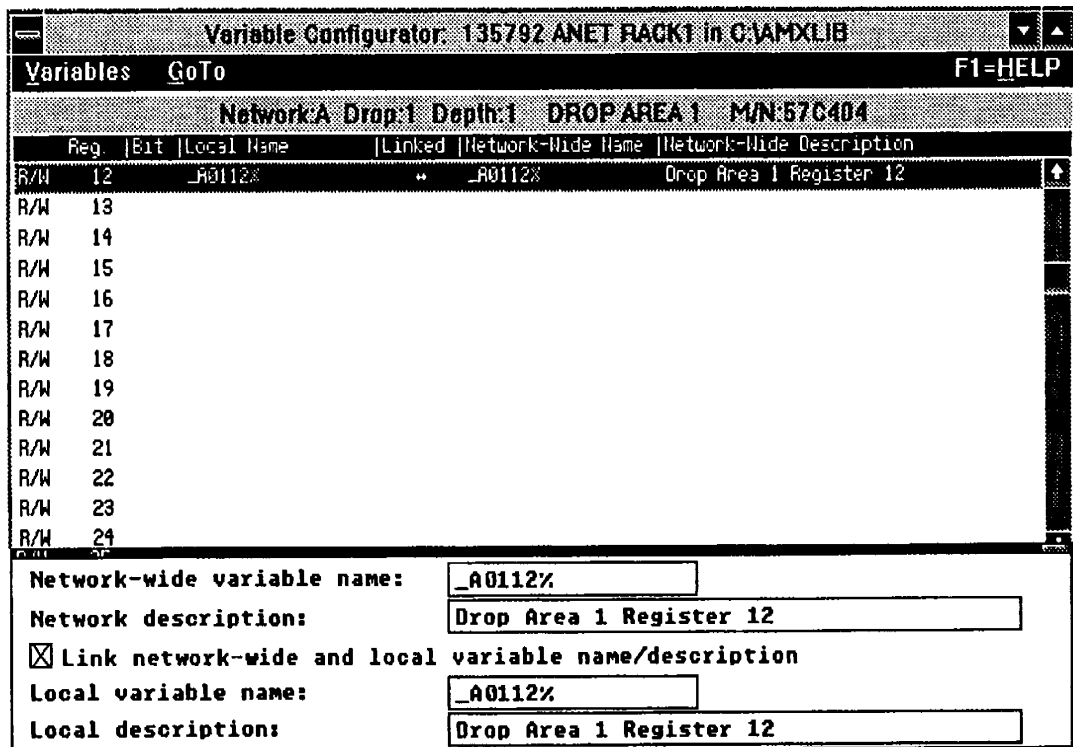 Variable Configurator: 135792 ANET RACK1 in C:\AMXLIB
Variables GoTo F1=HELP
Network:A Drop:1 Depth:1 DROP AREA 1 M/N:57C404
Reg. |Bit |Local Name |Linked |Network-Wide Name |Network-Wide Description
R/W 12 _A0112% ↔ _A0112% Drop Area 1 Register 12
R/W 13
R/W 14
R/W 15
R/W 16
R/W 17
R/W 18
R/W 19
R/W 20
R/W 21
R/W 22
R/W 23
R/W 24
Network-wide variable name: _A0112%
Network description: Drop Area 1 Register 12
Link network-wide and local variable name/description
Local variable name: _A0112%
Local description: Drop Area 1 Register 12